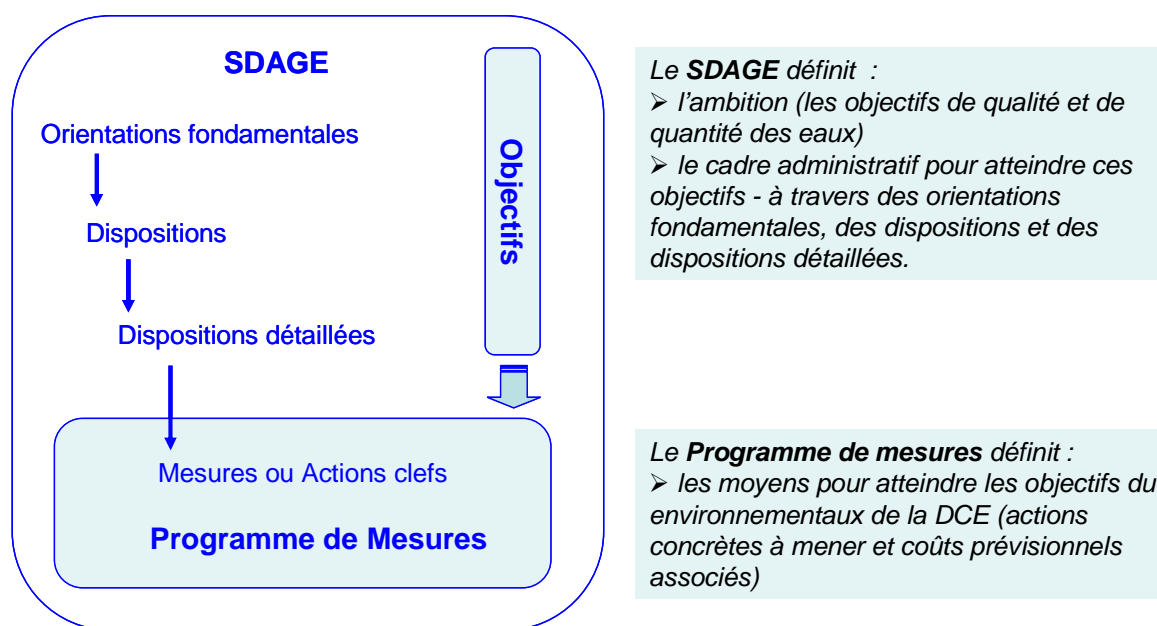 SDAGE
Orientations fondamentales
Dispositions
Dispositions détaillées
Objectifs
Mesures ou Actions clefs
Programme de Mesures
Le SDAGE définit :
➢ l'ambition (les objectifs de qualité et de
quantité des eaux)
➢ le cadre administratif pour atteindre ces
objectifs - à travers des orientations
fondamentales, des dispositions et des
dispositions détaillées.
Le Programme de mesures définit :
➢ les moyens pour atteindre les objectifs du
environnementaux de la DCE (actions
concrètes à mener et coûts prévisionnels
associés)